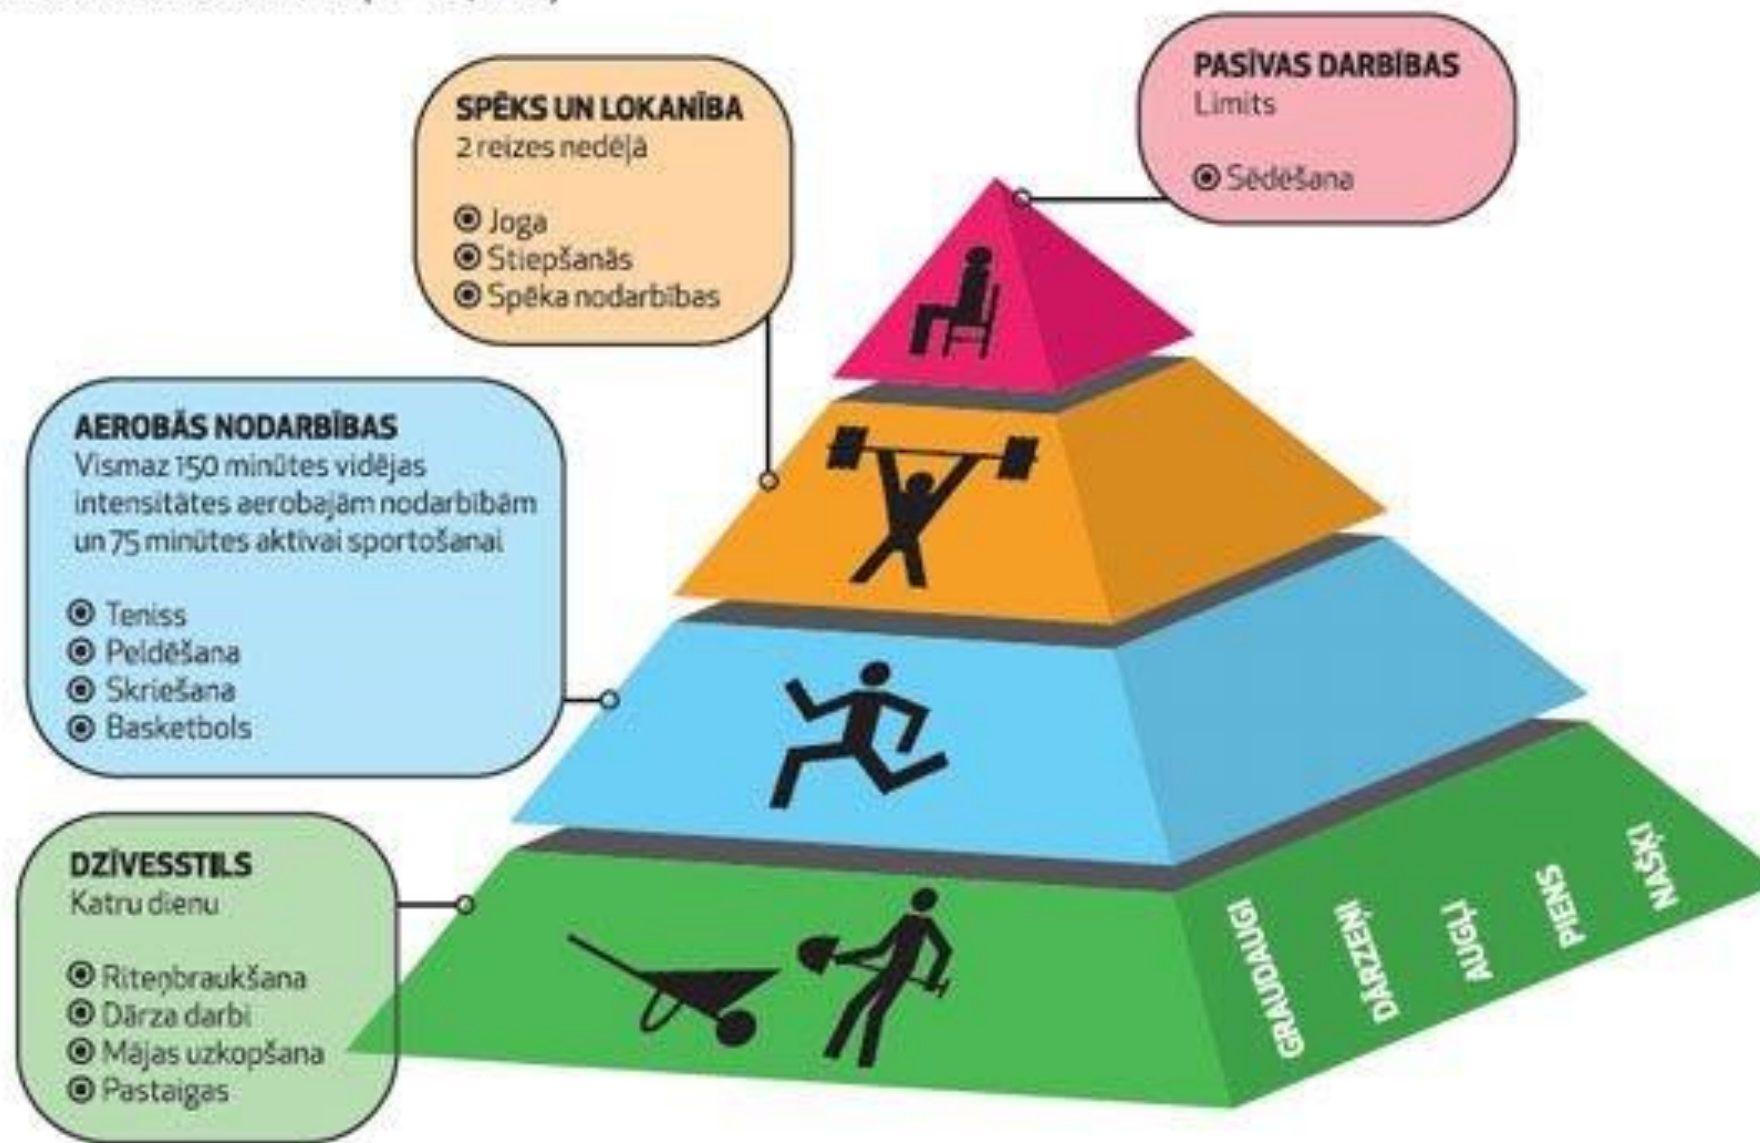 PASĪVAS DARBĪBAS
Limits
◉ Sēdēšana
SPĒKS UN LOKANĪBA
2 reizes nedēļā
◉ Joga
◉ Stiepšanās
◉ Spēka nodarbības
AEROBĀS NODARBĪBAS
Vismaz 150 minūtes vidējas
intensitātes aerobajām nodarbībām
un 75 minūtes aktīvai sportošanai
◉ Teniss
◉ Peldēšana
◉ Skriešana
◉ Basketbols
DZĪVESSTILS
Katru dienu
◉ Riteņbraukšana
◉ Dārza darbi
◉ Mājas uzkopšana
◉ Pastaigas
GRAUDAUGI
DĀRZEŅI
AUGĻI
PIENS
NAŠĶI